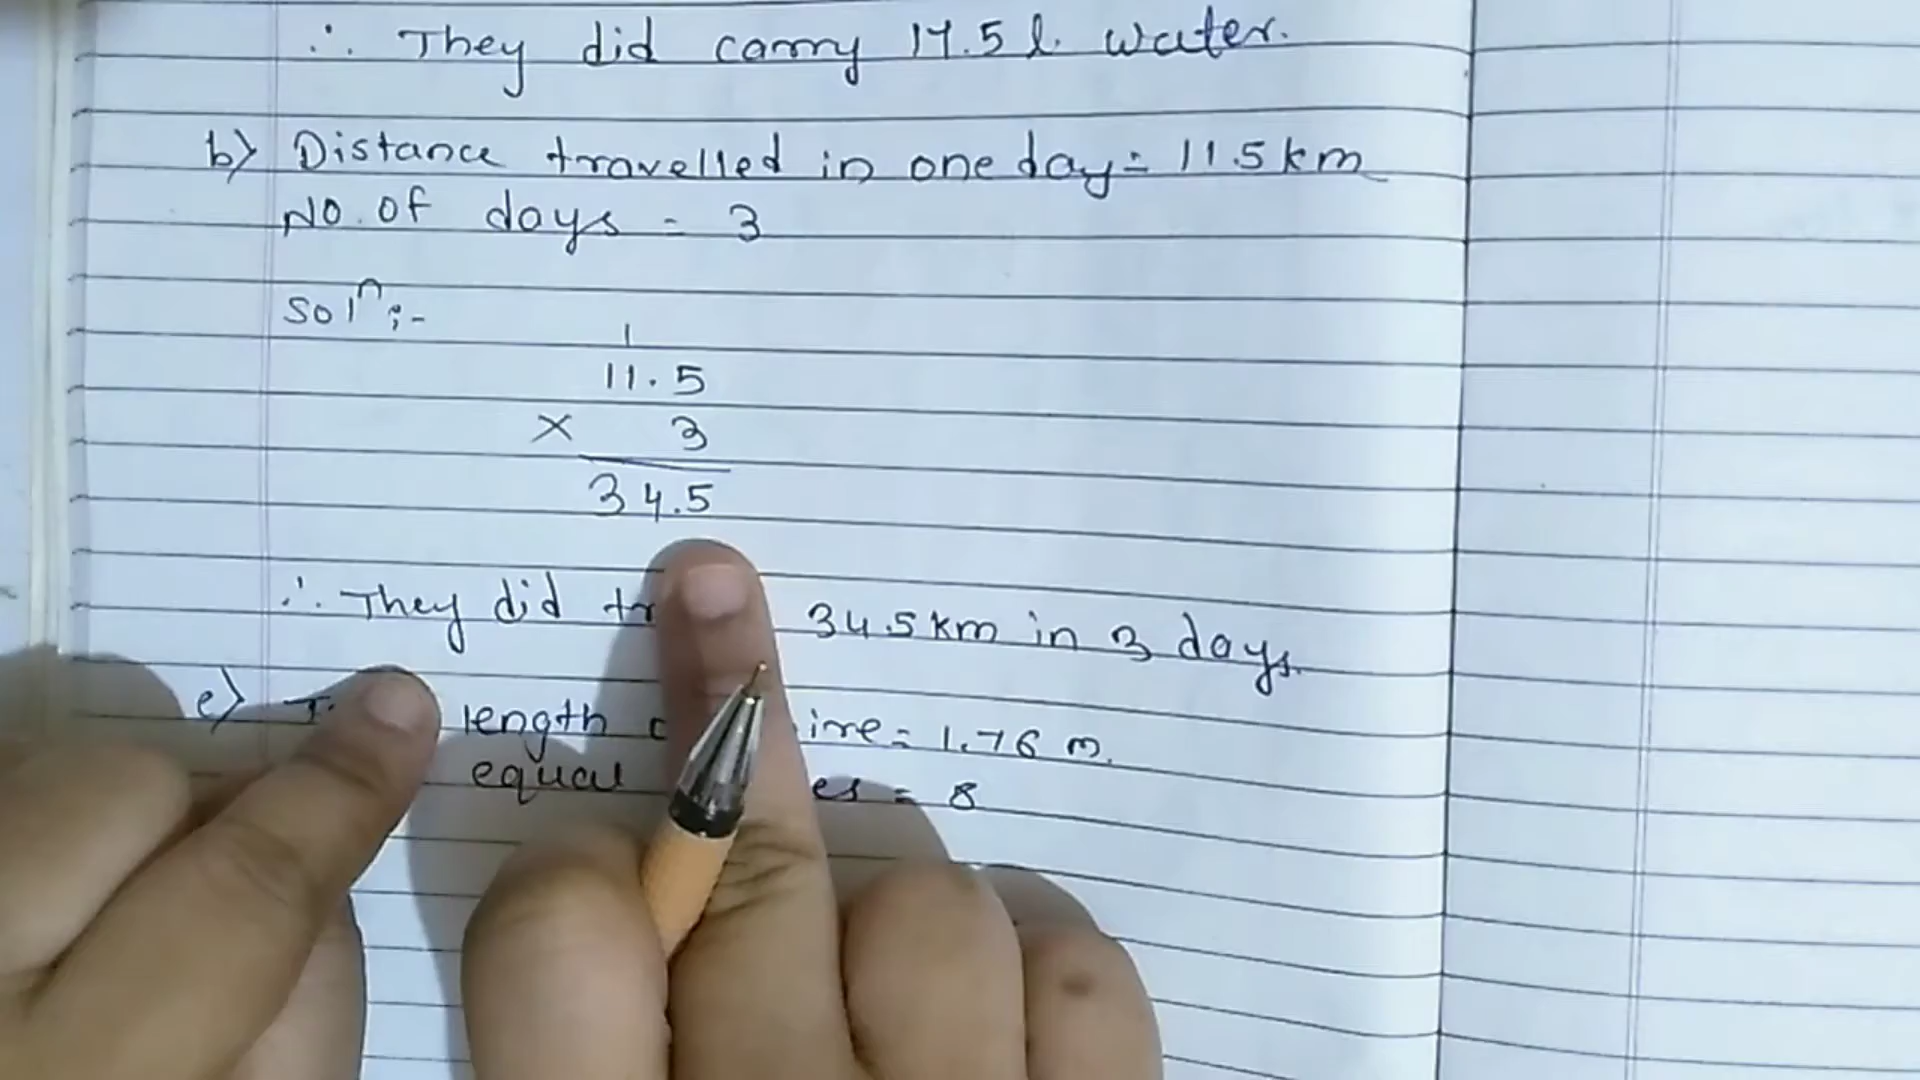 ∴ They did carry 17.5 l. water.
b) Distance travelled in one day = 11.5 km
No. of days = 3
Solⁿ :-
1
11.5
× 3
34.5
∴ They did 34.5 km in 3 days.
e) length = 1.76 m.
equal = 8